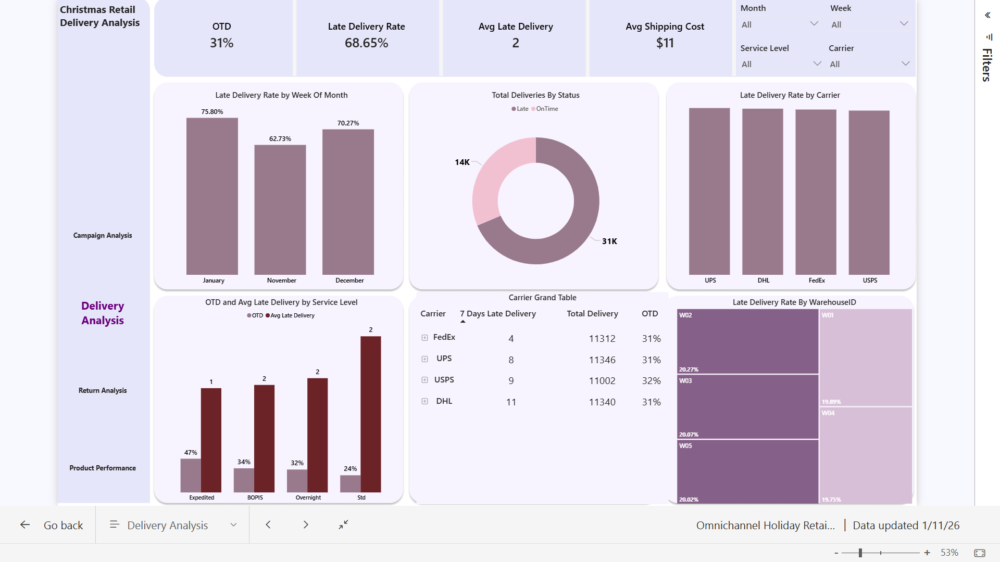 Christmas Retail
Delivery Analysis
OTD
31%
Late Delivery Rate
68.65%
Avg Late Delivery
2
Avg Shipping Cost
$11
Month
All
Week
All
Service Level
All
Carrier
All
Filters
Campaign Analysis
Delivery
Analysis
Return Analysis
Product Performance
Late Delivery Rate by Week Of Month
75.80%
62.73%
70.27%
January
November
December
Total Deliveries By Status
Late
OnTime
14K
31K
Late Delivery Rate by Carrier
UPS
DHL
FedEx
USPS
OTD and Avg Late Delivery by Service Level
OTD
Avg Late Delivery
47%
1
34%
2
32%
2
24%
2
Expedited
BOPIS
Overnight
Std
Carrier Grand Table
Carrier 7 Days Late Delivery Total Delivery OTD
FedEx 4 11312 31%
UPS 8 11346 31%
USPS 9 11002 32%
DHL 11 11340 31%
Late Delivery Rate By WarehouseID
W02
20.27%
W03
20.07%
W05
20.02%
W01
19.89%
W04
19.75%
Go back
Delivery Analysis
Omnichannel Holiday Retai... | Data updated 1/11/26
- + 53%